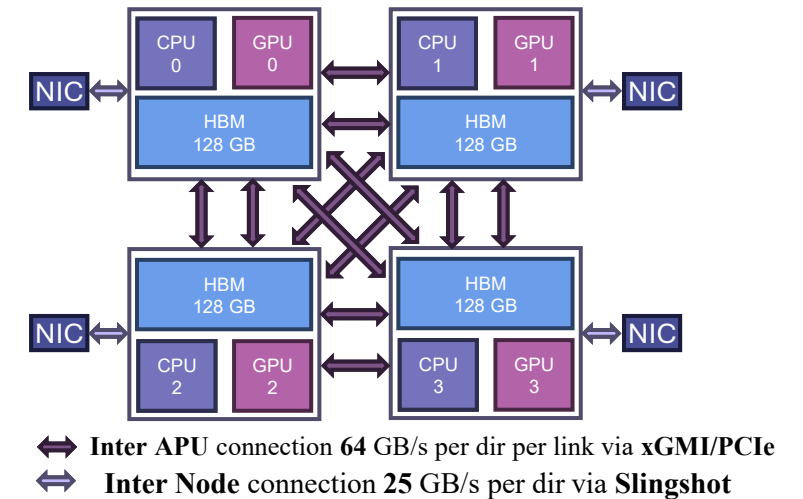 CPU 0
GPU 0
CPU 1
GPU 1
NIC
HBM 128 GB
HBM 128 GB
NIC
NIC
HBM 128 GB
HBM 128 GB
NIC
CPU 2
GPU 2
CPU 3
GPU 3
Inter APU connection 64 GB/s per dir per link via xGMI/PCIe
Inter Node connection 25 GB/s per dir via Slingshot